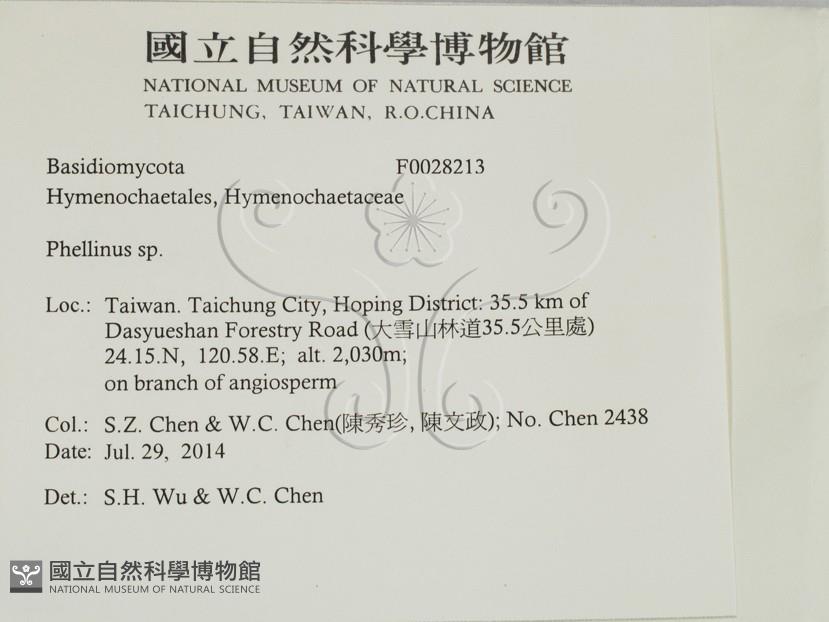 國立自然科學博物館
NATIONAL MUSEUM OF NATURAL SCIENCE
TAICHUNG, TAIWAN, R.O.CHINA
Basidiomycota F0028213
Hymenochaetales, Hymenochaetaceae
Phellinus sp.
Loc.: Taiwan. Taichung City, Hoping District: 35.5 km of
Dasyueshan Forestry Road (大雪山林道35.5公里處)
24.15.N, 120.58.E; alt. 2,030m;
on branch of angiosperm
Col.: S.Z. Chen & W.C. Chen(陳秀珍, 陳文政); No. Chen 2438
Date: Jul. 29, 2014
Det.: S.H. Wu & W.C. Chen
國立自然科學博物館
NATIONAL MUSEUM OF NATURAL SCIENCE